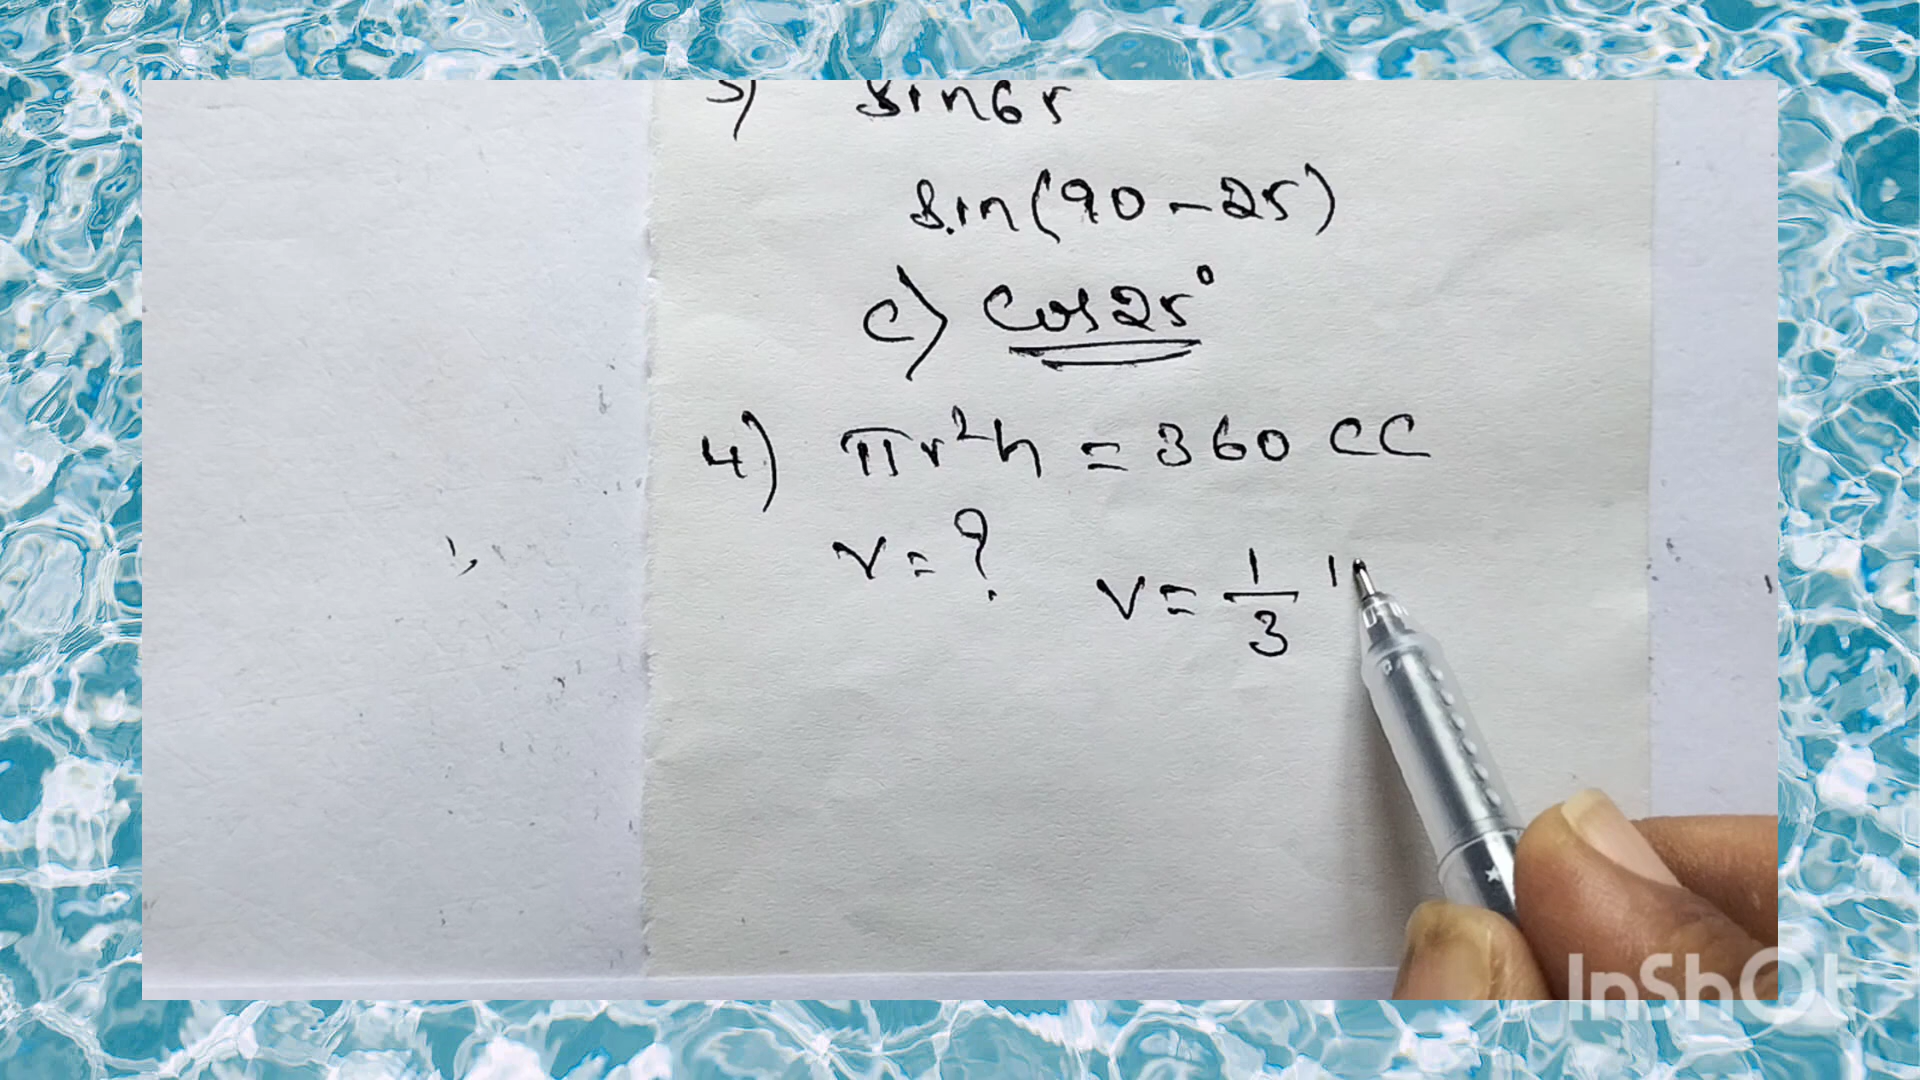 3) sin65
sin(90-25)
c) cos25°
4) πr²h = 360 CC
v = ?
v = 1/3
InShOt